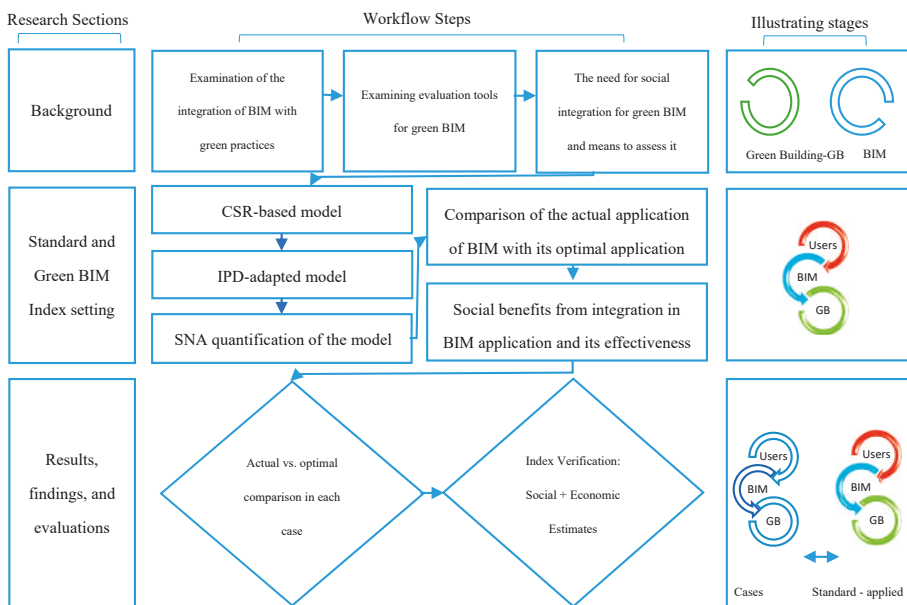 Research Sections
Workflow Steps
Illustrating stages
Background
Examination of the
integration of BIM with
green practices
Examining evaluation tools
for green BIM
The need for social
integration for green BIM
and means to assess it
Green Building-GB
BIM
Standard and
Green BIM
Index setting
CSR-based model
IPD-adapted model
SNA quantification of the model
Comparison of the actual application
of BIM with its optimal application
Social benefits from integration in
BIM application and its effectiveness
Users
BIM
GB
Results,
findings, and
evaluations
Actual vs. optimal
comparison in each
case
Index Verification:
Social + Economic
Estimates
Users
BIM
GB
Users
BIM
GB
Cases
Standard - applied